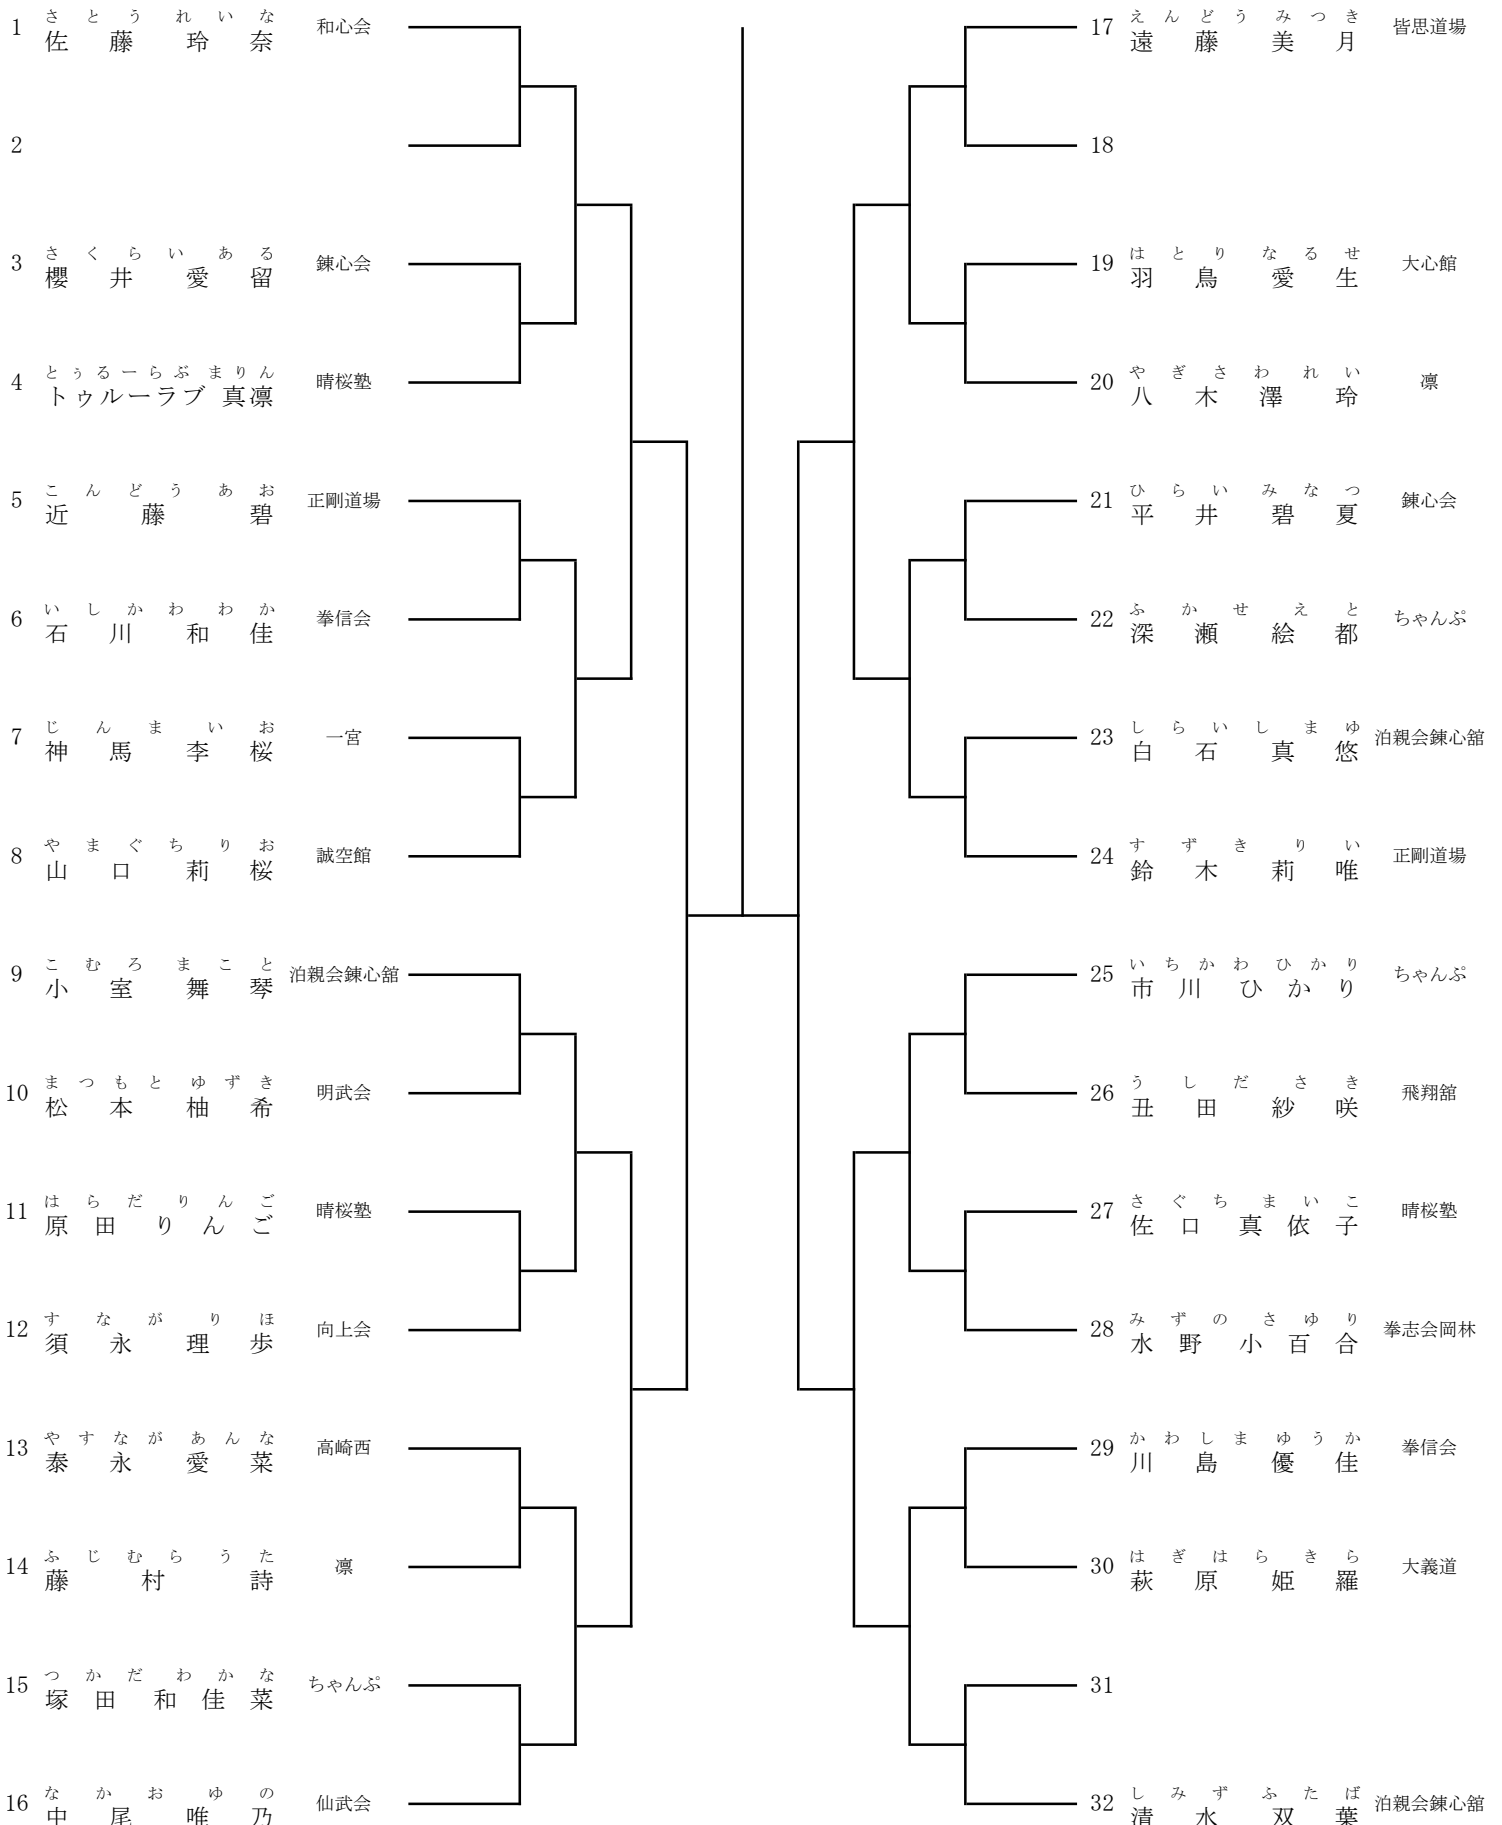 さとう れいな
1 佐藤 玲奈 和心会
2
さくらい ある
3 櫻井 愛留 錬心会
とぅるーらぶ まりん
4 トゥルーラブ 真凛 晴桜塾
こんどう あお
5 近藤 碧 正剛道場
いしかわ わか
6 石川 和佳 拳信会
じんま いお
7 神馬 李桜 一宮
やまぐち りお
8 山口 莉桜 誠空館
こむろ まこと
9 小室 舞琴 泊親会錬心舘
まつもと ゆずき
10 松本 柚希 明武会
はらだ りんご
11 原田 りんご 晴桜塾
すなが りほ
12 須永 理歩 向上会
やすなが あんな
13 泰永 愛菜 高崎西
ふじむら うた
14 藤村 詩 凛
つかだ わかな
15 塚田 和佳菜 ちゃんぷ
なかお ゆの
16 中尾 唯乃 仙武会
えんどう みつき
17 遠藤 美月 皆思道場
18
はとり なるせ
19 羽鳥 愛生 大心館
やぎさわ れい
20 八木澤 玲 凛
ひらい みなつ
21 平井 碧夏 錬心会
ふかせ えと
22 深瀬 絵都 ちゃんぷ
しらいし まゆ
23 白石 真悠 泊親会錬心舘
すずき りい
24 鈴木 莉唯 正剛道場
いちかわ ひかり
25 市川 ひかり ちゃんぷ
うしだ さき
26 丑田 紗咲 飛翔舘
さぐち まいこ
27 佐口 真依子 晴桜塾
みずの さゆり
28 水野 小百合 拳志会岡林
かわしま ゆうか
29 川島 優佳 拳信会
はぎはら きら
30 萩原 姫羅 大義道
31
しみず ふたば
32 清水 双葉 泊親会錬心舘